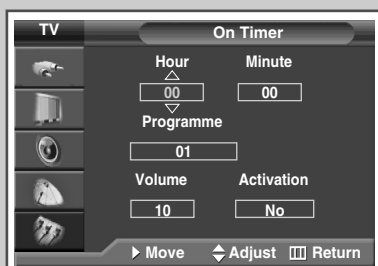 TV On Timer
Hour Minute
00 00
Programme
01
Volume Activation
10 No
Move Adjust Return